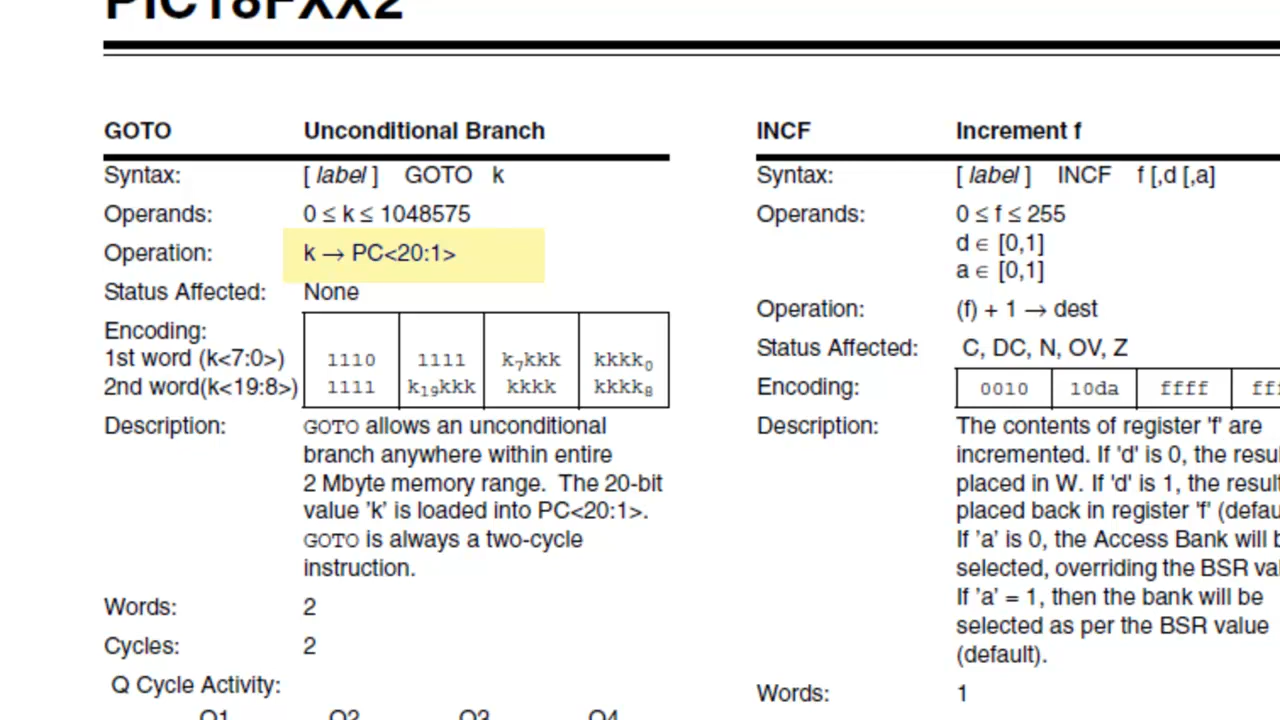 PIC18FXX2
GOTO Unconditional Branch
Syntax: [ label ] GOTO k
Operands: 0 ≤ k ≤ 1048575
Operation: k → PC<20:1>
Status Affected: None
Encoding:
1st word (k<7:0>) 1110 1111 k7kkk kkkk0
2nd word(k<19:8>) 1111 k19kkk kkkk kkkk8
Description: GOTO allows an unconditional
branch anywhere within entire
2 Mbyte memory range. The 20-bit
value 'k' is loaded into PC<20:1>.
GOTO is always a two-cycle
instruction.
Words: 2
Cycles: 2
Q Cycle Activity:
Q1 Q2 Q3 Q4
INCF Increment f
Syntax: [ label ] INCF f [,d [,a]
Operands: 0 ≤ f ≤ 255
d ∈ [0,1]
a ∈ [0,1]
Operation: (f) + 1 → dest
Status Affected: C, DC, N, OV, Z
Encoding: 0010 10da ffff
Description: The contents of register 'f' are
incremented. If 'd' is 0, the
placed in W. If 'd' is 1, the result
placed back in register 'f'
If 'a' is 0, the Access Bank will
selected, overriding the BSR
If 'a' = 1, then the bank will be
selected as per the BSR value
(default).
Words: 1